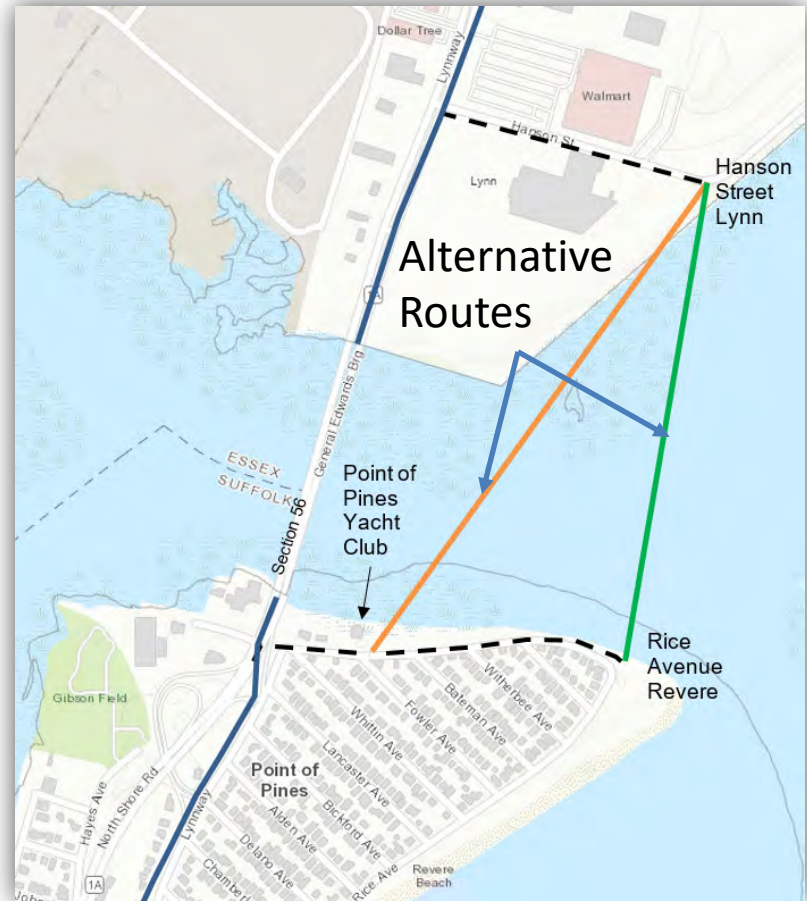 Dollar Tree
Lynnway
Walmart
Hanson St
Lynn
Hanson
Street
Lynn
Alternative
Routes
1A
General Edwards Brg
ESSEX
SUFFOLK
Section 56
Point of
Pines
Yacht
Club
Rice
Avenue
Revere
Gibson Field
Witherbee Ave
Bateman Ave
Fowler Ave
Whittin Ave
Lancaster Ave
Point of
Pines
Bickford Ave
Alden Ave
Delano Ave
Hayes Ave
North Shore Rd
Lynnway
Rice Ave
Revere
Beach
1A